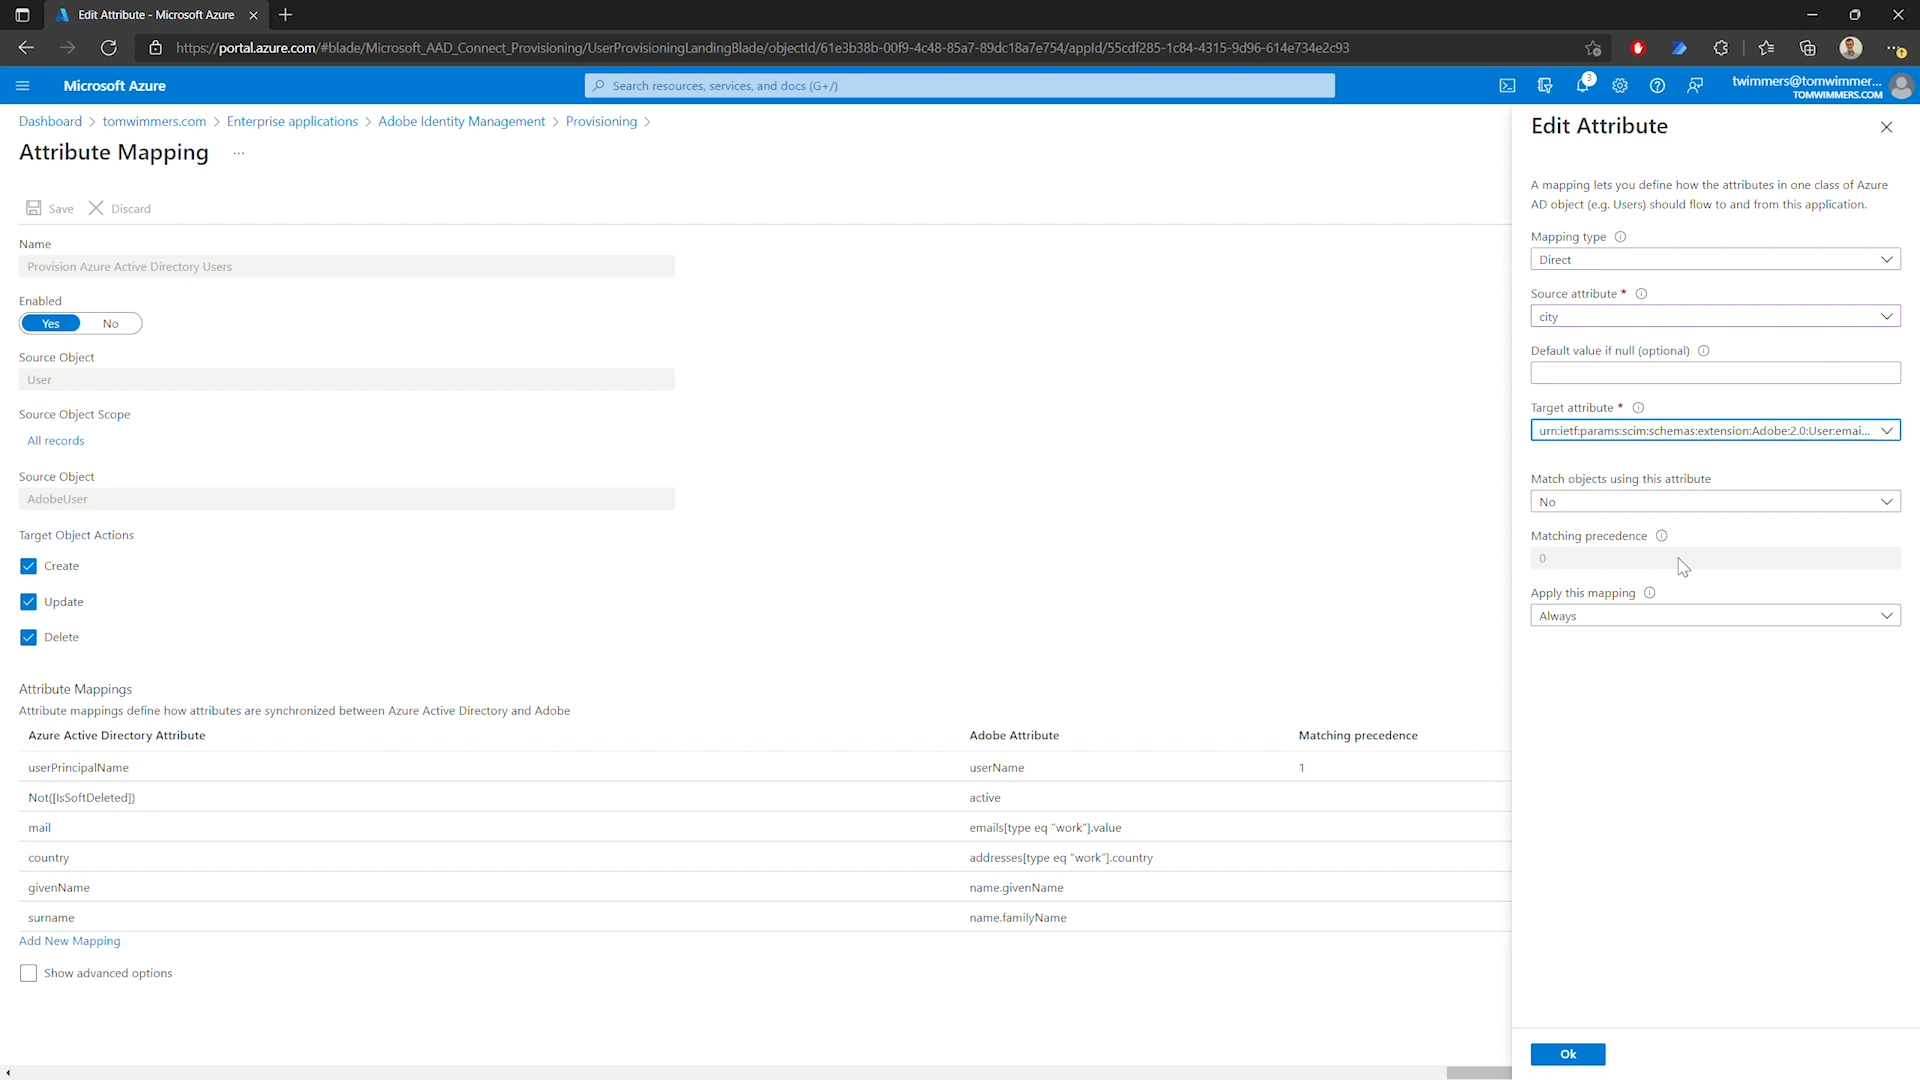 Edit Attribute - Microsoft Azure
https://portal.azure.com/#blade/Microsoft_AAD_Connect_Provisioning/UserProvisioningLandingBlade/objectId/61e3b38b-00f9-4c48-85a7-89dc18a7e754/appId/55cdf285-1c84-4315-9d96-614e734e2c93
Microsoft Azure
Search resources, services, and docs (G+/)
3
twimmers@tomwimmer...
TOMWIMMERS.COM
Dashboard > tomwimmers.com > Enterprise applications > Adobe Identity Management > Provisioning >
Attribute Mapping ...
Save
Discard
Name
Provision Azure Active Directory Users
Enabled
Yes No
Source Object
User
Source Object Scope
All records
Source Object
AdobeUser
Target Object Actions
Create
Update
Delete
Attribute Mappings
Attribute mappings define how attributes are synchronized between Azure Active Directory and Adobe
Azure Active Directory Attribute Adobe Attribute Matching precedence
userPrincipalName userName 1
Not([IsSoftDeleted]) active
mail emails[type eq "work"].value
country addresses[type eq "work"].country
givenName name.givenName
surname name.familyName
Add New Mapping
Show advanced options
Edit Attribute
A mapping lets you define how the attributes in one class of Azure
AD object (e.g. Users) should flow to and from this application.
Mapping type
Direct
Source attribute *
city
Default value if null (optional)
Target attribute *
urn:ietf:params:scim:schemas:extension:Adobe:2.0:User:emai...
Match objects using this attribute
No
Matching precedence
0
Apply this mapping
Always
Ok